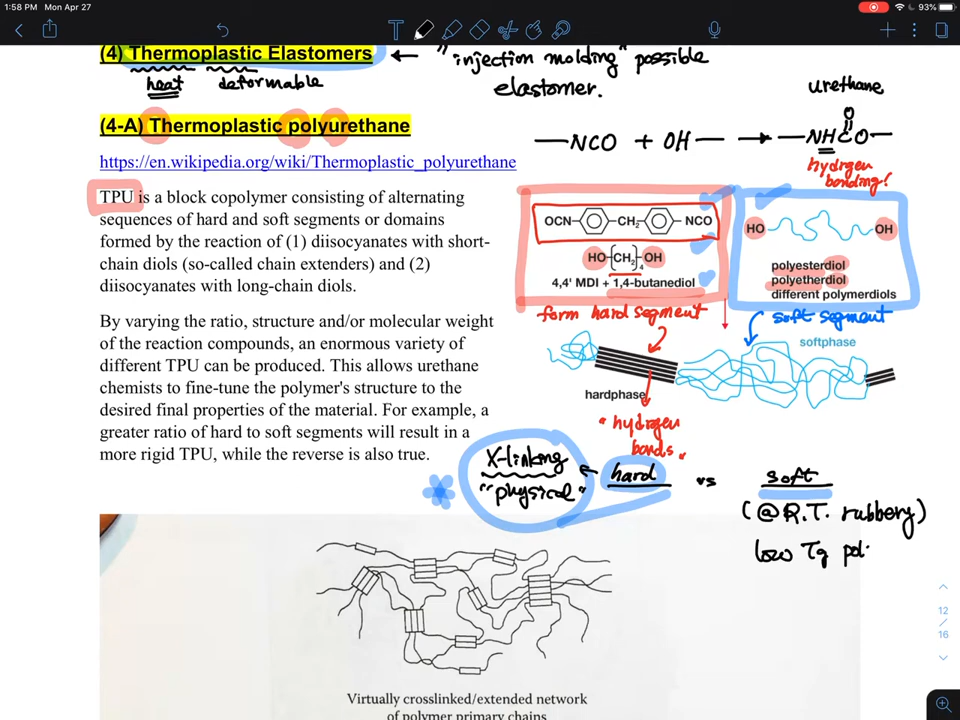 1:58 PM Mon Apr 27
93%
(4) Thermoplastic Elastomers ← "injection molding" possible
elastomer.
heat deformable
(4-A) Thermoplastic polyurethane
https://en.wikipedia.org/wiki/Thermoplastic_polyurethane
TPU is a block copolymer consisting of alternating
sequences of hard and soft segments or domains
formed by the reaction of (1) diisocyanates with short-
chain diols (so-called chain extenders) and (2)
diisocyanates with long-chain diols.
By varying the ratio, structure and/or molecular weight
of the reaction compounds, an enormous variety of
different TPU can be produced. This allows urethane
chemists to fine-tune the polymer's structure to the
desired final properties of the material. For example, a
greater ratio of hard to soft segments will result in a
more rigid TPU, while the reverse is also true.
urethane
O
—NCO + OH— → —NHCO—
hydrogen
bonding!
OCN CH2 NCO
HO [CH2]4 OH
4,4' MDI + 1,4-butanediol
HO OH
polyesterdiol
polyetherdiol
different polymerdiols
form hard segment
soft segment
softphase
hardphase
"hydrogen
bonds"
X-linking ← hard vs soft
"physical"
(@R.T. rubbery)
low Tg pol
Virtually crosslinked/extended network
of polymer primary chains
12
/
16